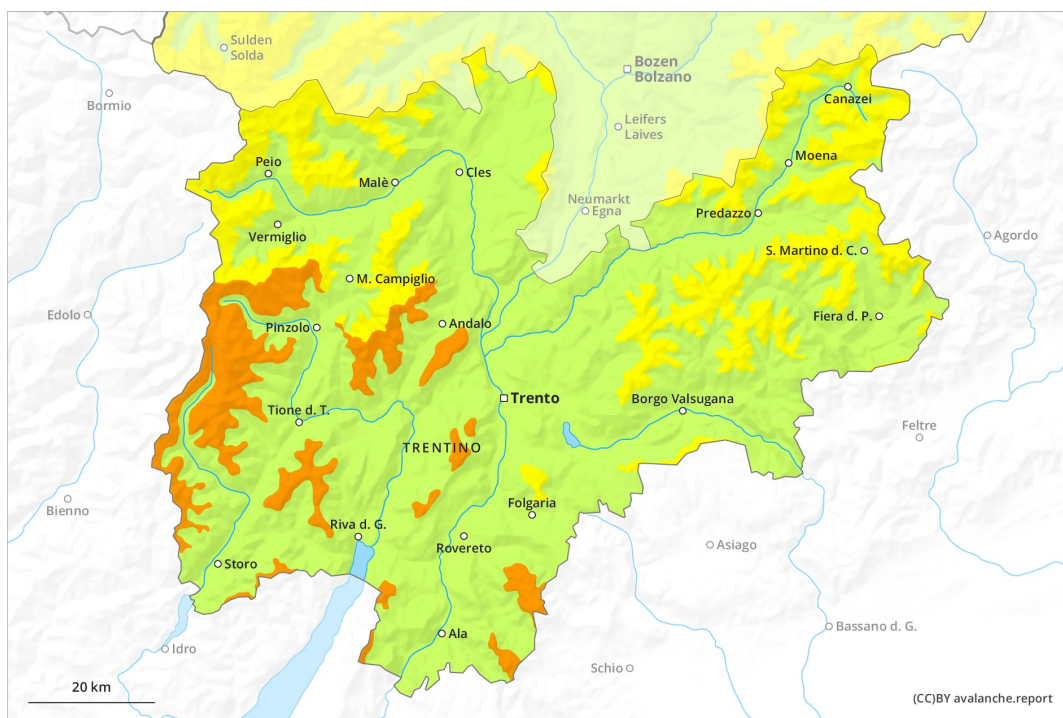 Sulden
Solda
Bozen
Bolzano
Bormio
Canazei
Leifers
Laives
Moena
Peio
Malè
Cles
Neumarkt
Egna
Predazzo
Vermiglio
Agordo
S. Martino d. C.
M. Campiglio
Edolo
Pinzolo
Andalo
Fiera d. P.
Trento
Borgo Valsugana
Tione d. T.
Feltre
TRENTINO
Bienno
Folgaria
Riva d. G.
Rovereto
Asiago
Storo
Bassano d. G.
Ala
Idro
Schio
20 km
(CC)BY avalanche.report